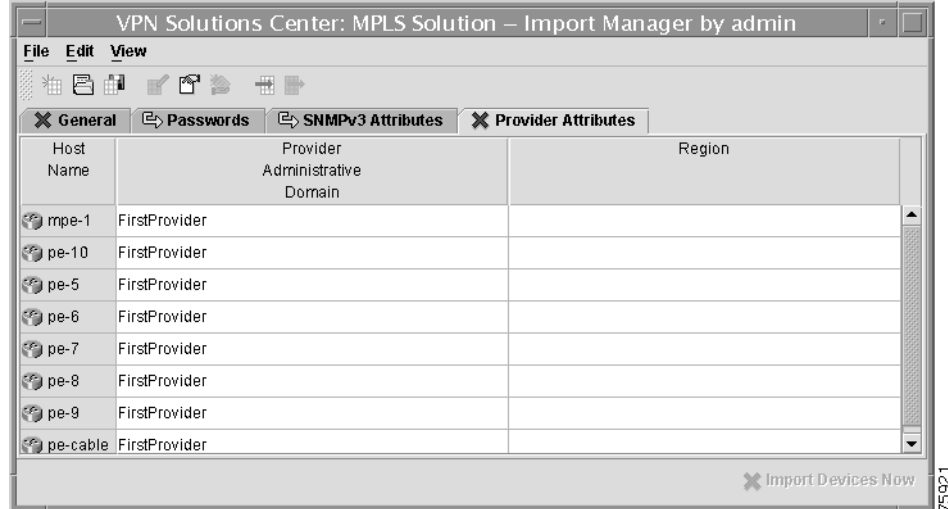 VPN Solutions Center: MPLS Solution – Import Manager by admin
File Edit View
General Passwords SNMPv3 Attributes Provider Attributes
Host Name Provider Administrative Domain Region
mpe-1 FirstProvider
pe-10 FirstProvider
pe-5 FirstProvider
pe-6 FirstProvider
pe-7 FirstProvider
pe-8 FirstProvider
pe-9 FirstProvider
pe-cable FirstProvider
Import Devices Now
75921